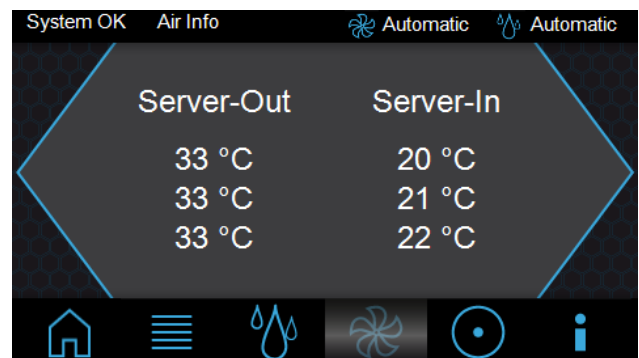 System OK Air Info Automatic Automatic
Server-Out Server-In
33 °C 20 °C
33 °C 21 °C
33 °C 22 °C